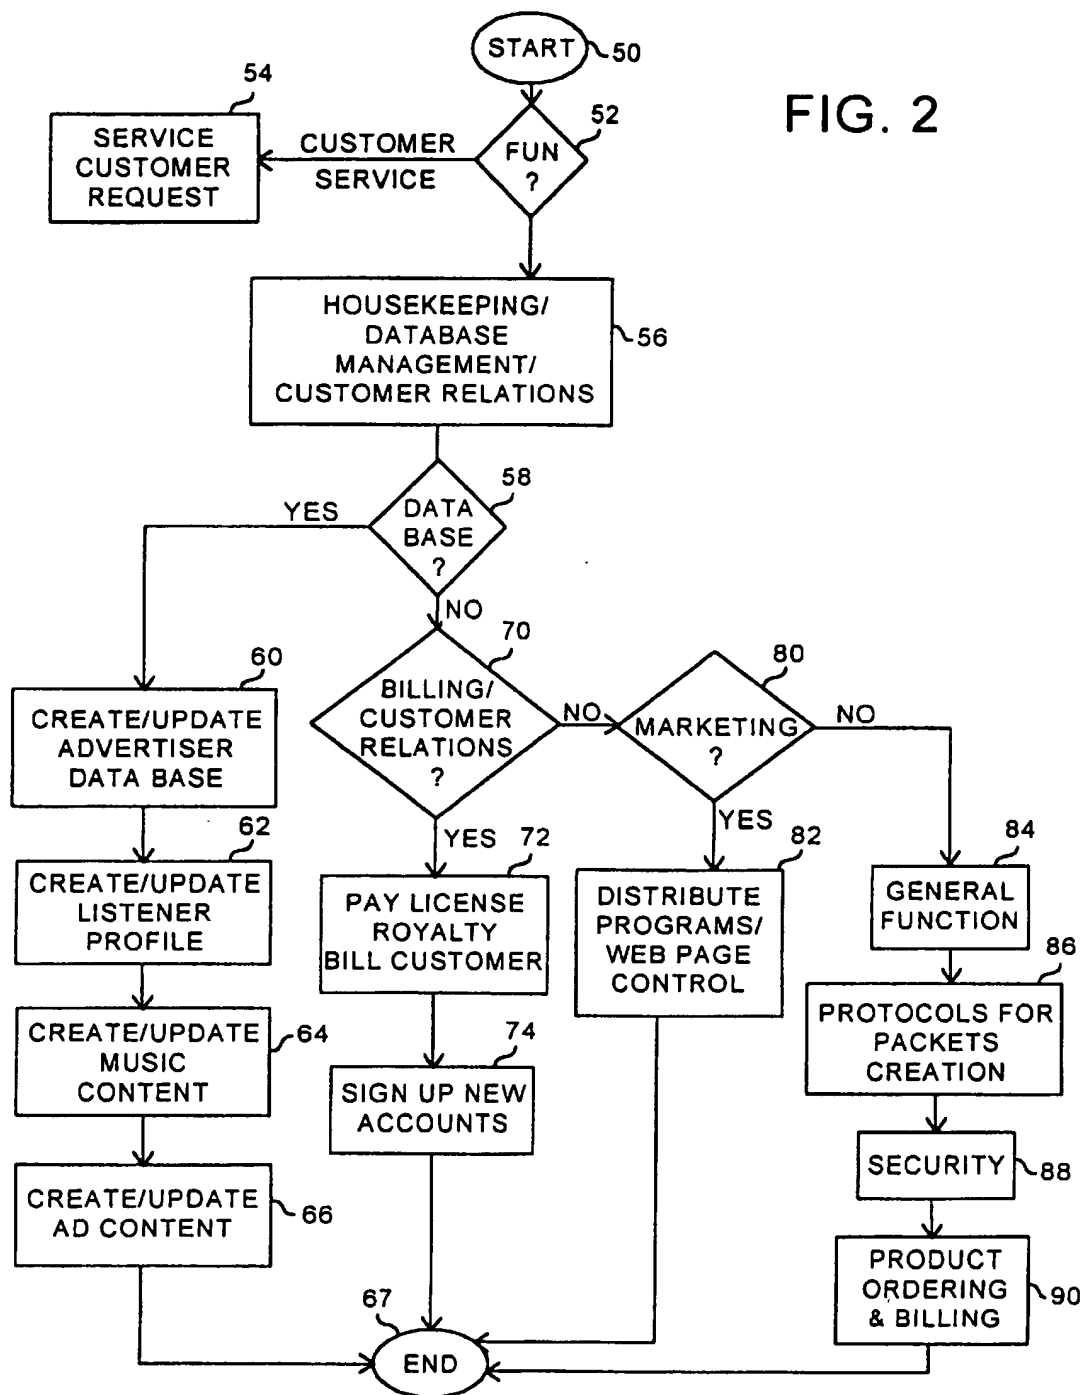 START
50
FIG. 2
54
52
SERVICE
CUSTOMER
REQUEST
CUSTOMER
SERVICE
FUN
?
HOUSEKEEPING/
DATABASE
MANAGEMENT/
CUSTOMER RELATIONS
56
58
YES
DATA
BASE
?
NO
60
CREATE/UPDATE
ADVERTISER
DATA BASE
70
BILLING/
CUSTOMER
RELATIONS
?
NO
80
MARKETING
?
NO
YES
YES
62
CREATE/UPDATE
LISTENER
PROFILE
72
PAY LICENSE
ROYALTY
BILL CUSTOMER
82
DISTRIBUTE
PROGRAMS/
WEB PAGE
CONTROL
84
GENERAL
FUNCTION
86
PROTOCOLS FOR
PACKETS
CREATION
CREATE/UPDATE
MUSIC
CONTENT
64
74
SIGN UP NEW
ACCOUNTS
SECURITY
88
CREATE/UPDATE
AD CONTENT
66
PRODUCT
ORDERING
& BILLING
90
67
END